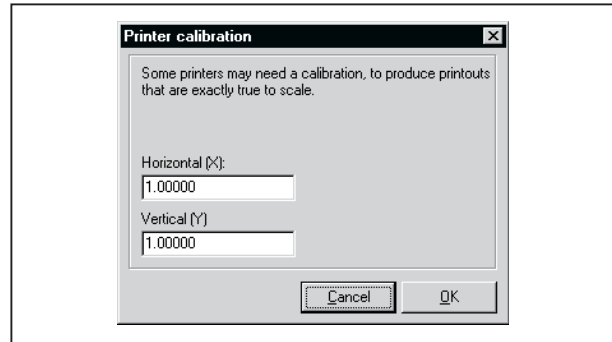 Printer calibration
Some printers may need a calibration, to produce printouts
that are exactly true to scale.
Horizontal (X):
1.00000
Vertical (Y)
1.00000
Cancel
OK